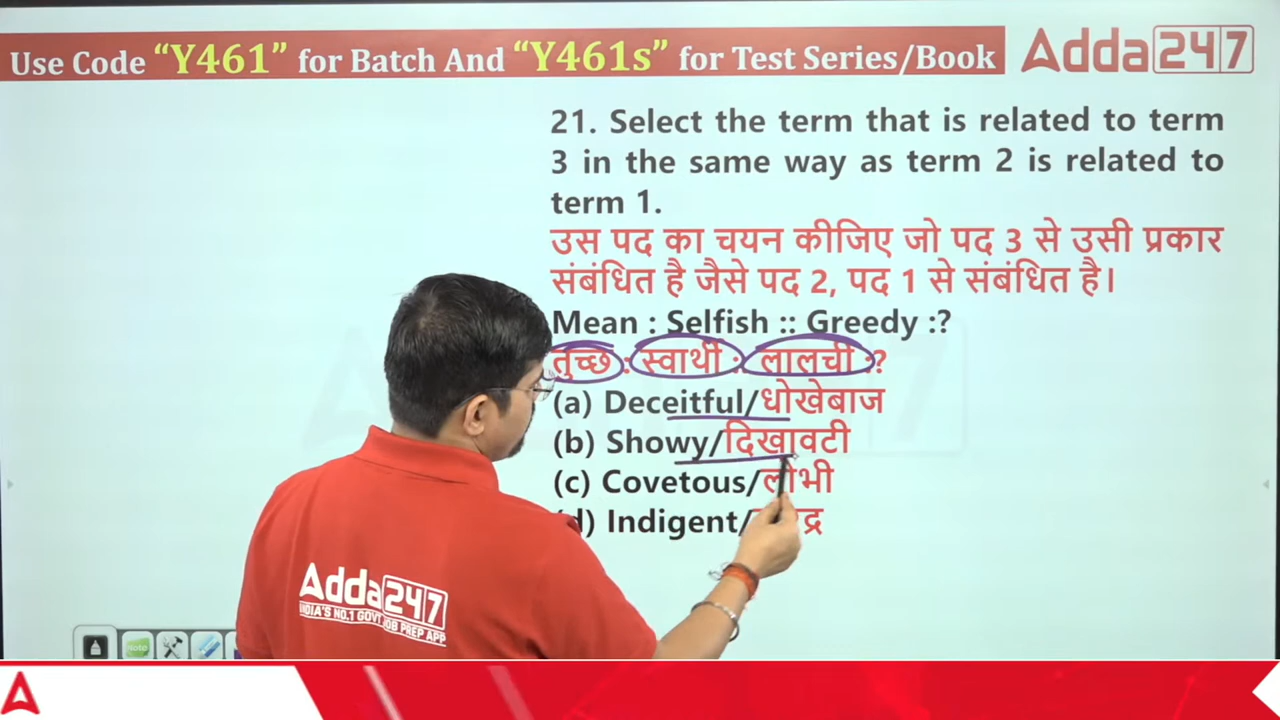 Use Code “Y461” for Batch And “Y461s” for Test Series/Book
Adda247
21. Select the term that is related to term
3 in the same way as term 2 is related to
term 1.
उस पद का चयन कीजिए जो पद 3 से उसी प्रकार
संबंधित है जैसे पद 2, पद 1 से संबंधित है।
Mean : Selfish :: Greedy :?
तुच्छ : स्वार्थी : लालची :?
(a) Deceitful/धोखेबाज
(b) Showy/दिखावटी
(c) Covetous/लोभी
(d) Indigent/
Adda247
INDIA'S NO.1 GOVT JOB PREP APP